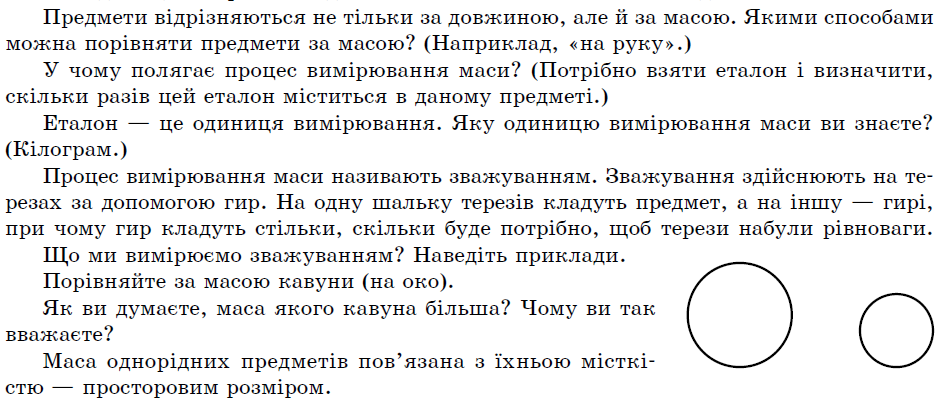 Предмети відрізняються не тільки за довжиною, але й за масою. Якими способами
можна порівняти предмети за масою? (Наприклад, «на руку».)
У чому полягає процес вимірювання маси? (Потрібно взяти еталон і визначити,
скільки разів цей еталон міститься в даному предметі.)
Еталон — це одиниця вимірювання. Яку одиницю вимірювання маси ви знаєте?
(Кілограм.)
Процес вимірювання маси називають зважуванням. Зважування здійснюють на те-
резах за допомогою гир. На одну шальку терезів кладуть предмет, а на іншу — гирі,
при чому гир кладуть стільки, скільки буде потрібно, щоб терези набули рівноваги.
Що ми вимірюємо зважуванням? Наведіть приклади.
Порівняйте за масою кавуни (на око).
Як ви думаєте, маса якого кавуна більша? Чому ви так
вважаєте?
Маса однорідних предметів пов’язана з їхньою місткі-
стю — просторовим розміром.